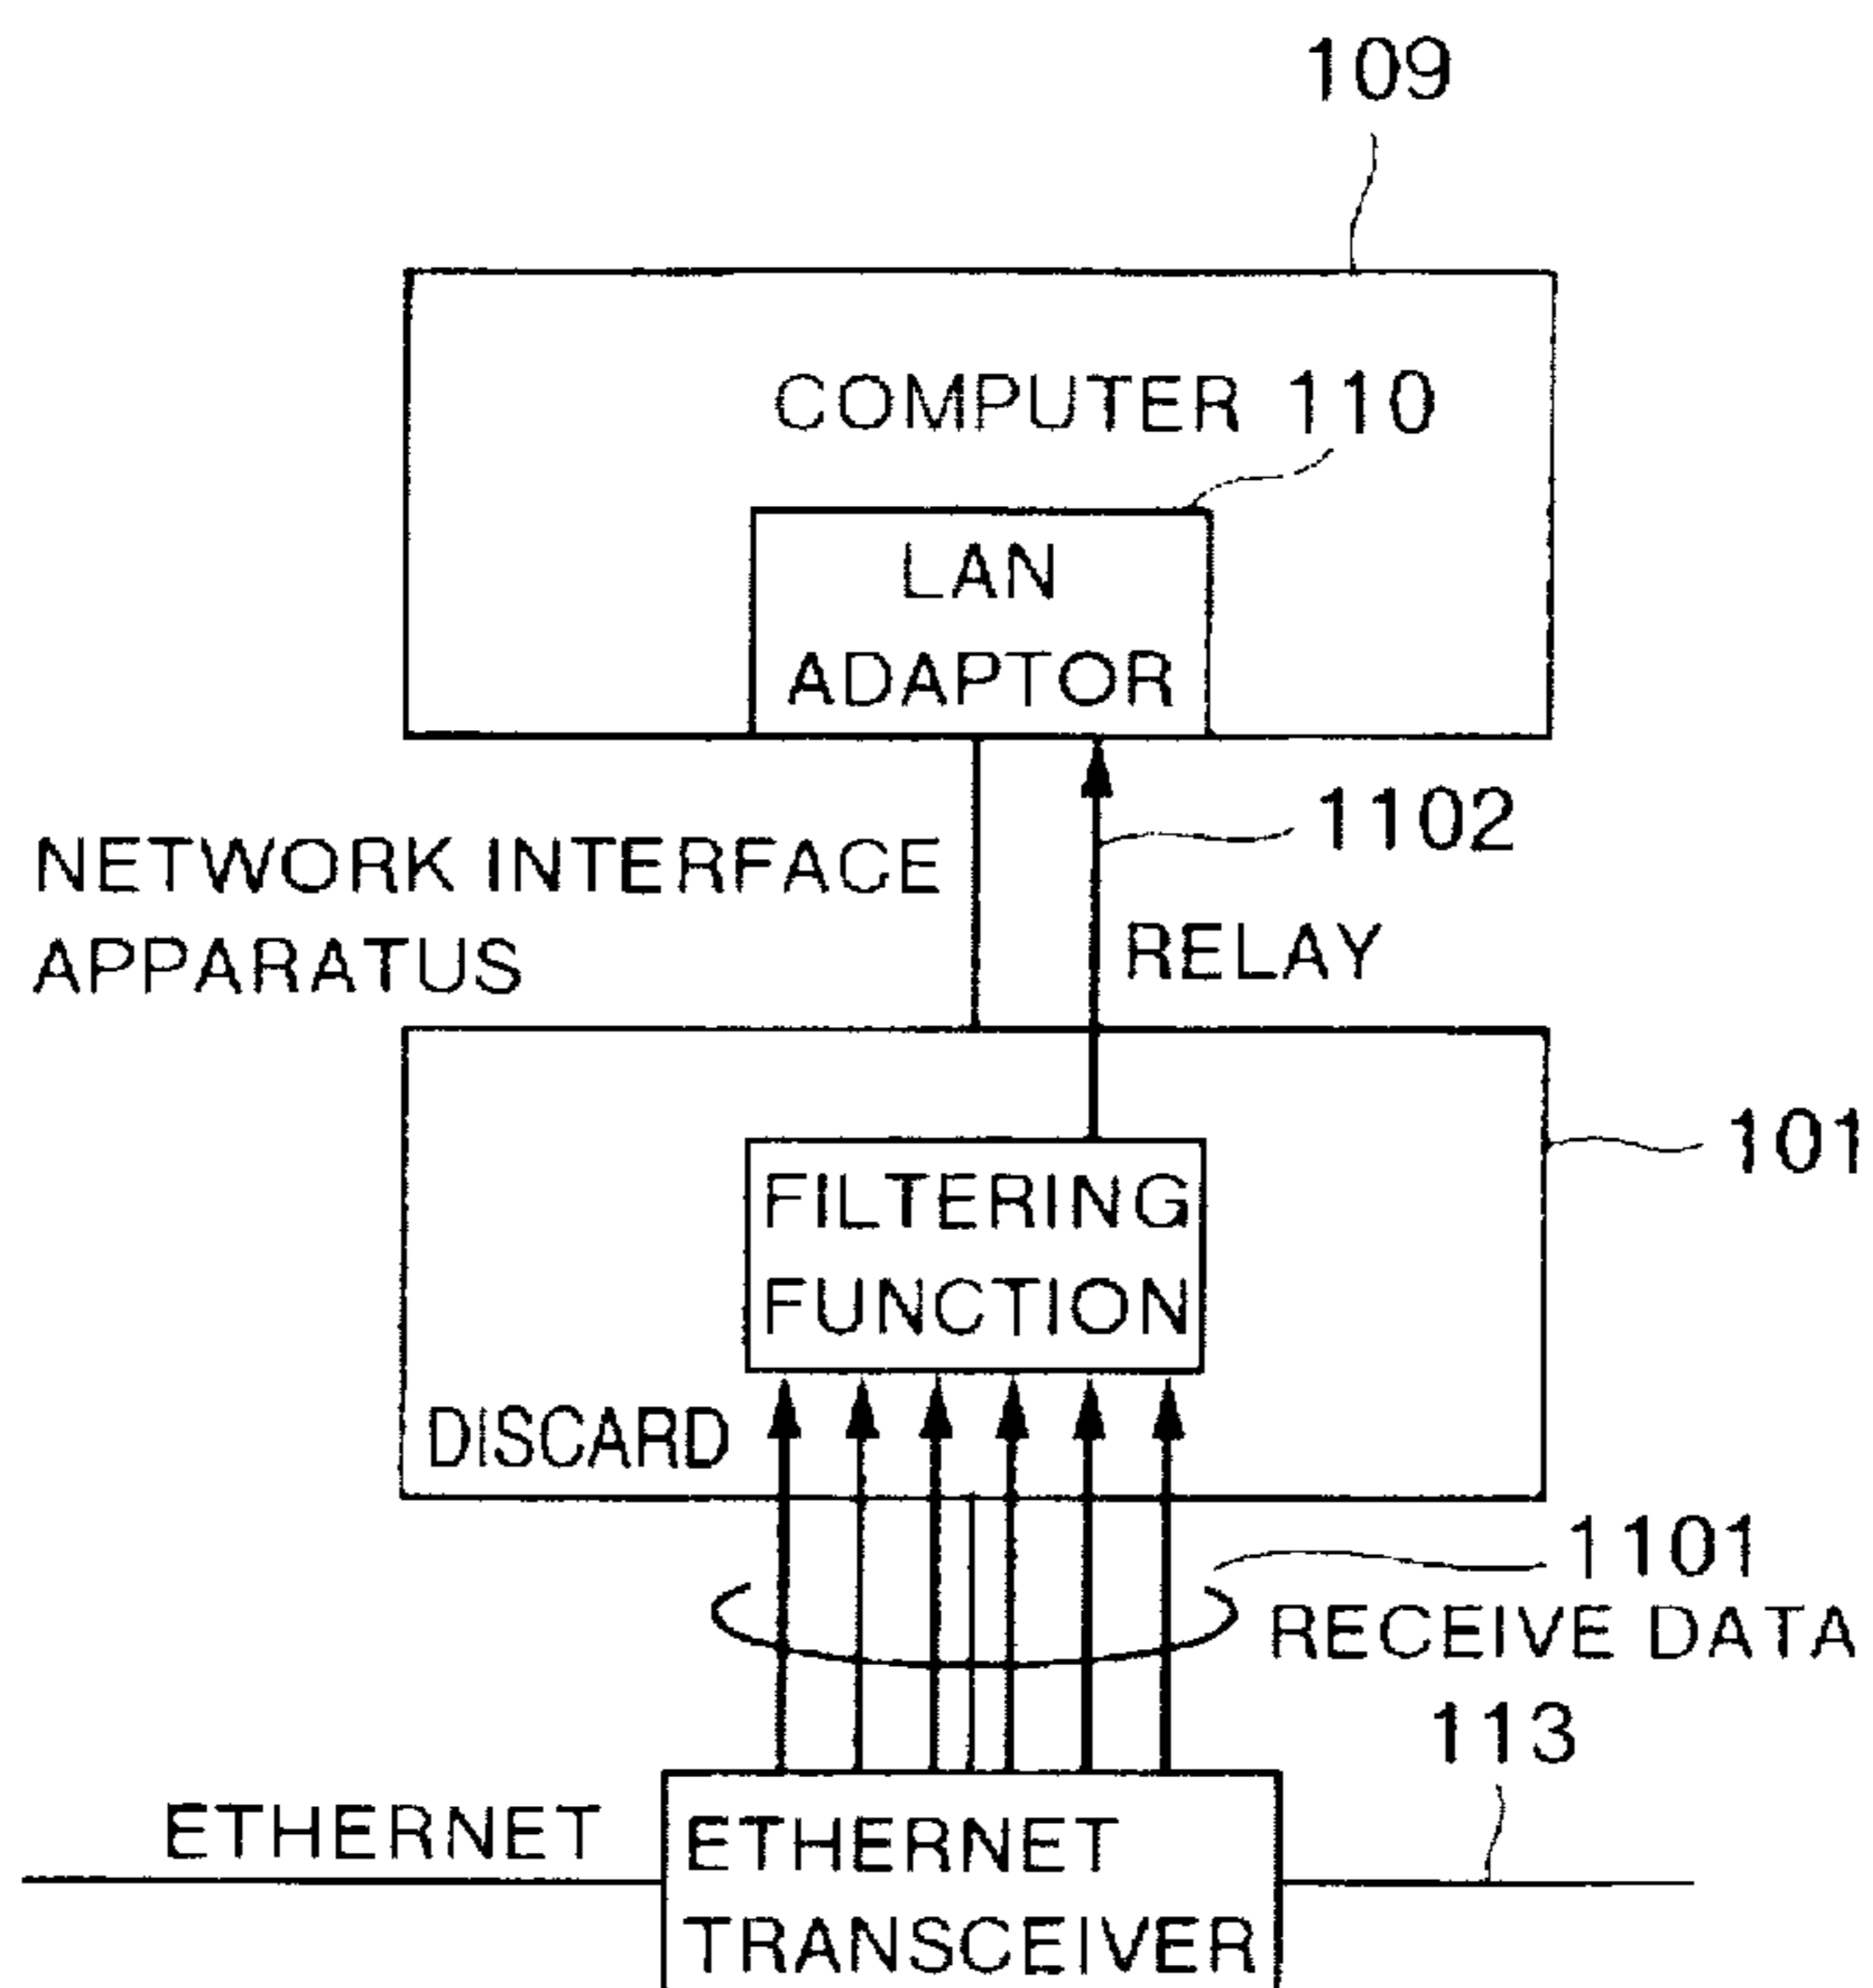 109
COMPUTER 110
LAN
ADAPTOR
1102
NETWORK INTERFACE
APPARATUS
RELAY
101
FILTERING
FUNCTION
DISCARD
1101
RECEIVE DATA
113
ETHERNET
ETHERNET
TRANSCEIVER